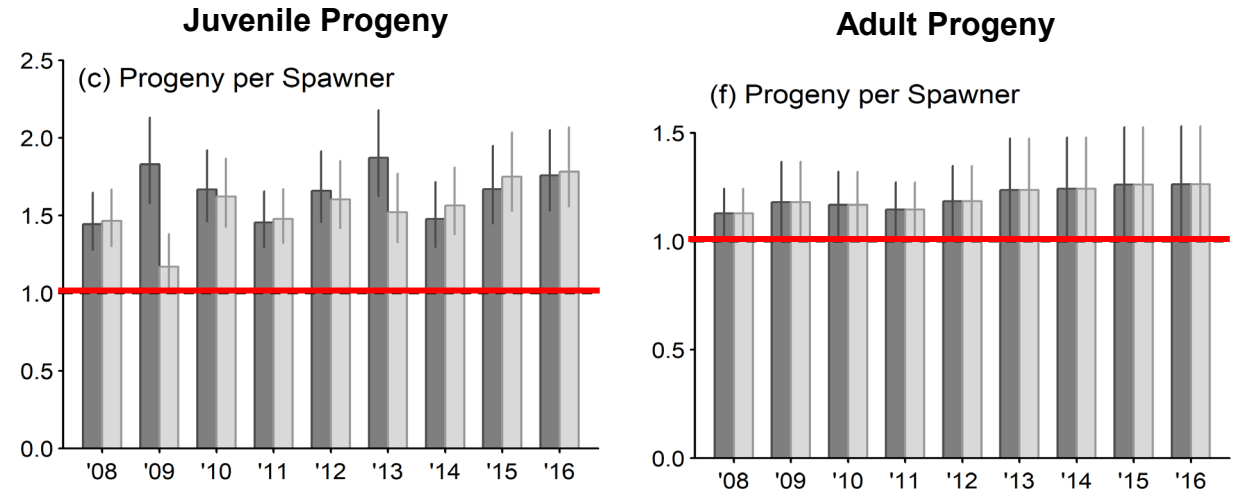 Juvenile Progeny
(c) Progeny per Spawner
2.5
2.0
1.5
1.0
0.5
0.0
'08 '09 '10 '11 '12 '13 '14 '15 '16
Adult Progeny
(f) Progeny per Spawner
1.5
1.0
0.5
0.0
'08 '09 '10 '11 '12 '13 '14 '15 '16